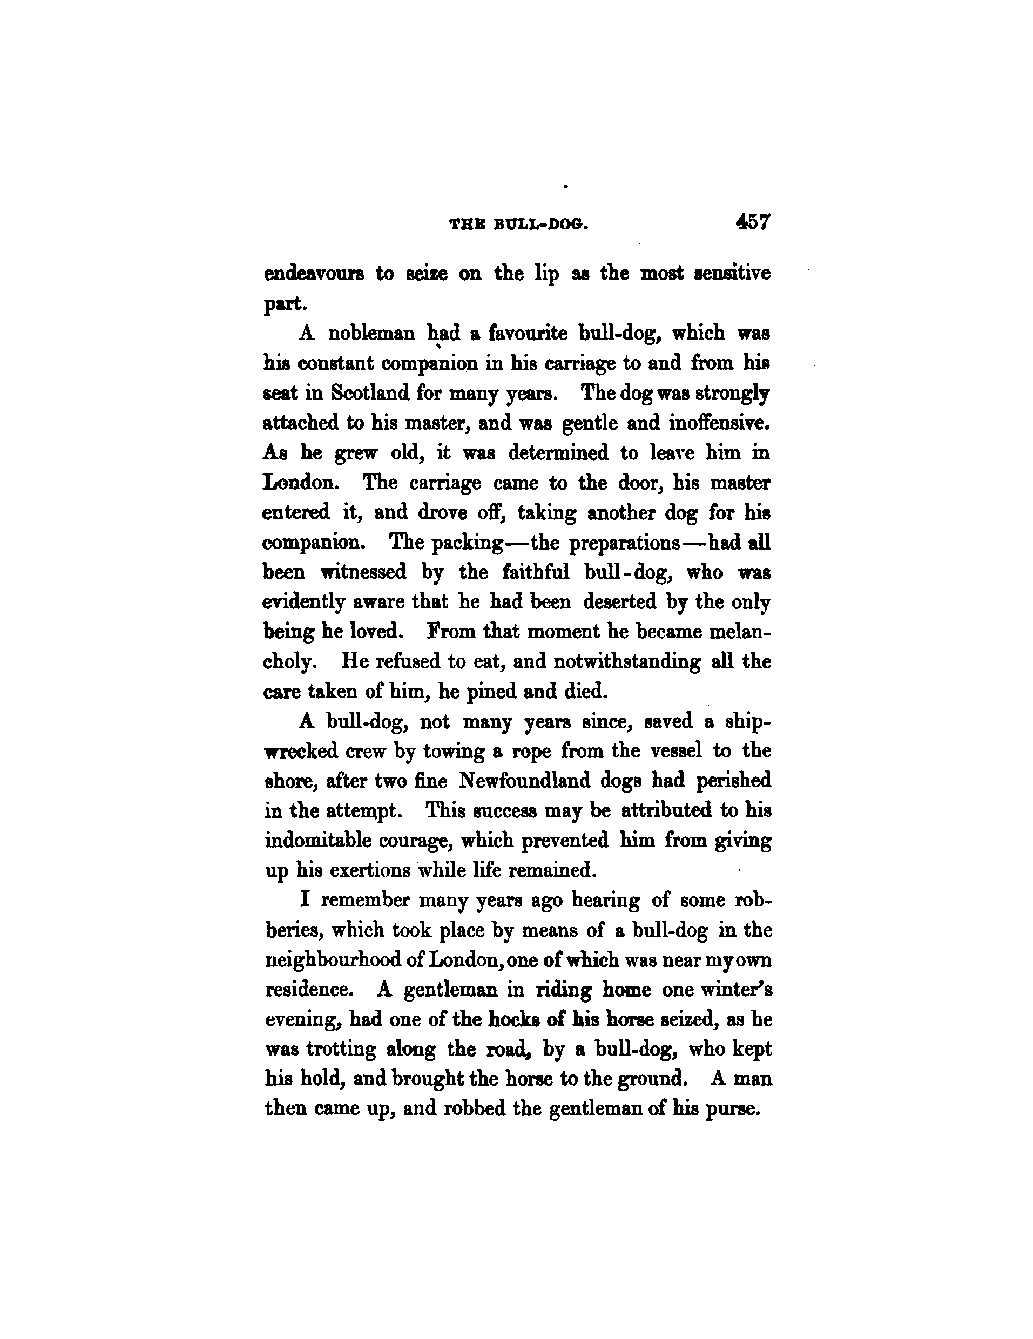 THE BULL-DOG. 457
endeavours to seize on the lip as the most sensitive
part.
A nobleman had a favourite bull-dog, which was
his constant companion in his carriage to and from his
seat in Scotland for many years. The dog was strongly
attached to his master, and was gentle and inoffensive.
As he grew old, it was determined to leave him in
London. The carriage came to the door, his master
entered it, and drove off, taking another dog for his
companion. The packing—the preparations—had all
been witnessed by the faithful bull-dog, who was
evidently aware that he had been deserted by the only
being he loved. From that moment he became melan-
choly. He refused to eat, and notwithstanding all the
care taken of him, he pined and died.
A bull-dog, not many years since, saved a ship-
wrecked crew by towing a rope from the vessel to the
shore, after two fine Newfoundland dogs had perished
in the attempt. This success may be attributed to his
indomitable courage, which prevented him from giving
up his exertions while life remained.
I remember many years ago hearing of some rob-
beries, which took place by means of a bull-dog in the
neighbourhood of London, one of which was near my own
residence. A gentleman in riding home one winter's
evening, had one of the hocks of his horse seized, as he
was trotting along the road, by a bull-dog, who kept
his hold, and brought the horse to the ground. A man
then came up, and robbed the gentleman of his purse.